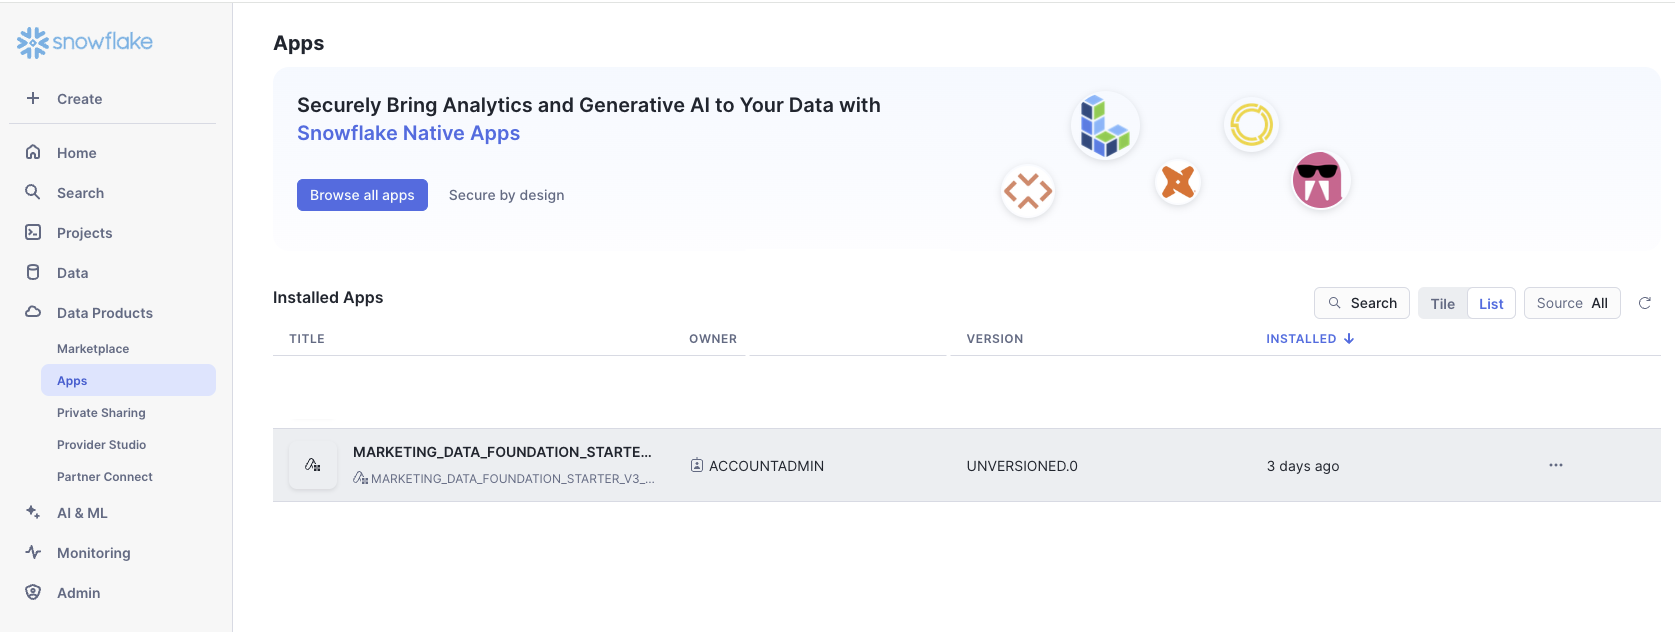 snowflake
Create
Home
Search
Projects
Data
Data Products
Marketplace
Apps
Private Sharing
Provider Studio
Partner Connect
AI & ML
Monitoring
Admin
Apps
Securely Bring Analytics and Generative AI to Your Data with
Snowflake Native Apps
Browse all apps Secure by design
Installed Apps
Search Tile List Source All
TITLE OWNER VERSION INSTALLED
MARKETING_DATA_FOUNDATION_STARTE...
MARKETING_DATA_FOUNDATION_STARTER_V3_...
ACCOUNTADMIN UNVERSIONED.0 3 days ago